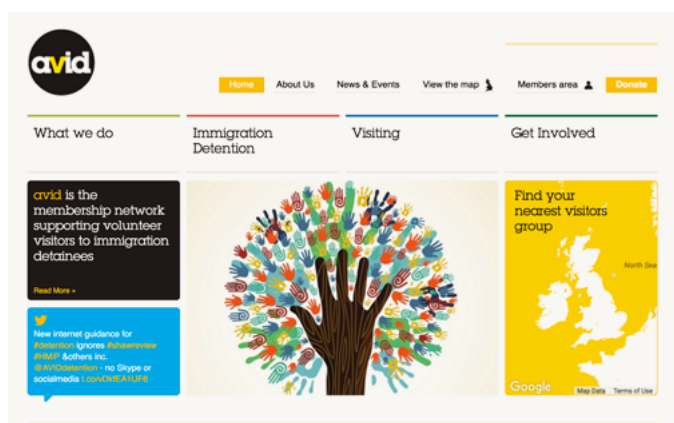 avid
Home
About Us
News & Events
View the map
Members area
Donate
What we do
Immigration
Detention
Visiting
Get Involved
avid is the
membership network
supporting volunteer
visitors to immigration
detainees
Read More »
New internet guidance for
#detention ignores #shawreview
#HMIP &others inc.
@AVIDdetention - no Skype or
socialmedia t.co/vOkfEA1UF6
Find your
nearest visitors
group
North Sea
Google
Map Data
Terms of Use